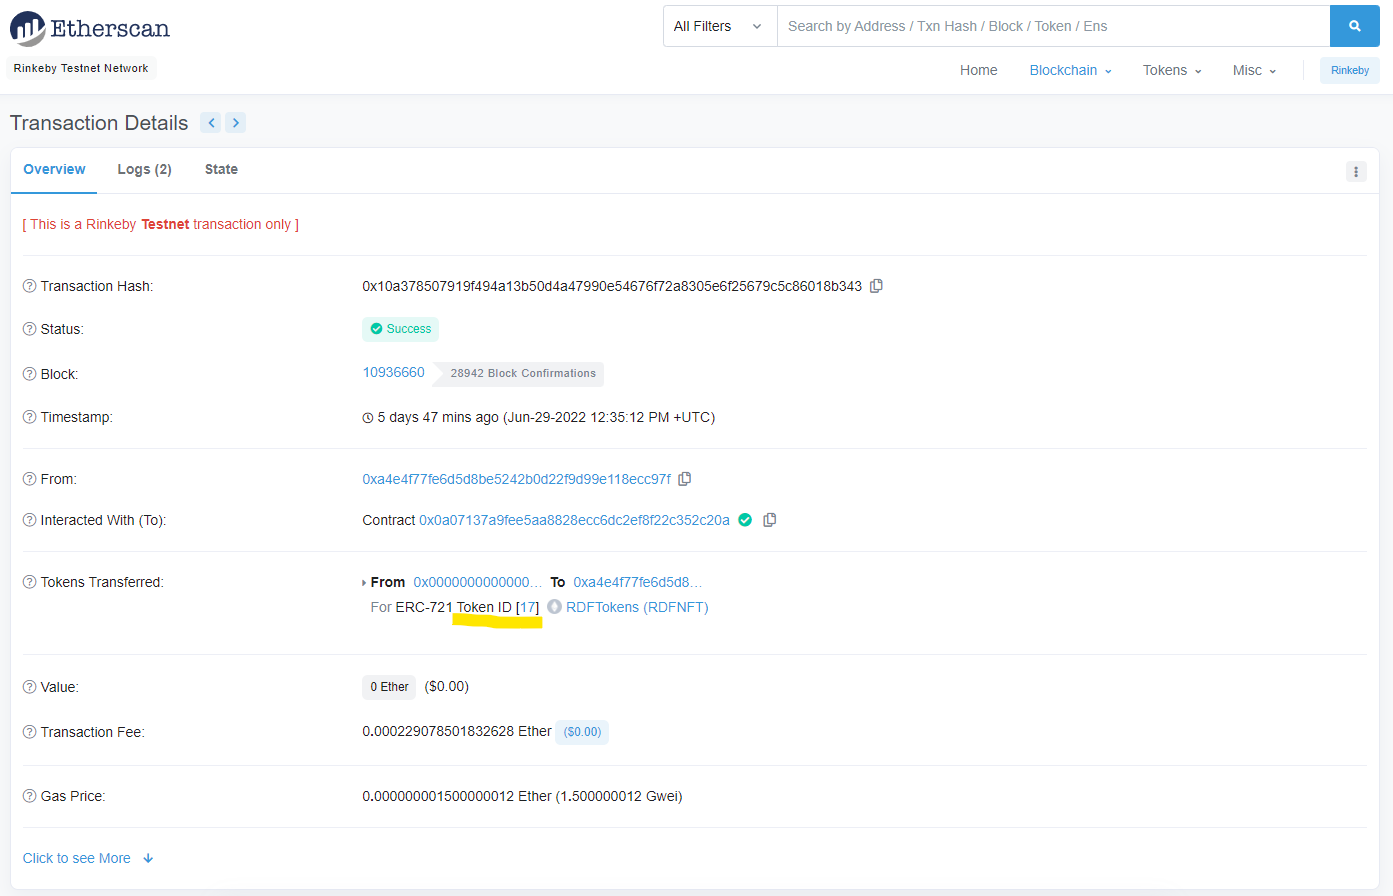 Etherscan
All Filters
Search by Address / Txn Hash / Block / Token / Ens
Rinkeby Testnet Network
Home Blockchain Tokens Misc Rinkeby
Transaction Details
Overview Logs (2) State
[ This is a Rinkeby Testnet transaction only ]
Transaction Hash: 0x10a378507919f494a13b50d4a47990e54676f72a8305e6f25679c5c86018b343
Status: Success
Block: 10936660 28942 Block Confirmations
Timestamp: 5 days 47 mins ago (Jun-29-2022 12:35:12 PM +UTC)
From: 0xa4e4f77fe6d5d8be5242b0d22f9d99e118ecc97f
Interacted With (To): Contract 0x0a07137a9fee5aa8828ecc6dc2ef8f22c352c20a
Tokens Transferred: From 0x0000000000000... To 0xa4e4f77fe6d5d8...
For ERC-721 Token ID [17] RDFTokens (RDFNFT)
Value: 0 Ether ($0.00)
Transaction Fee: 0.000229078501832628 Ether ($0.00)
Gas Price: 0.000000001500000012 Ether (1.500000012 Gwei)
Click to see More